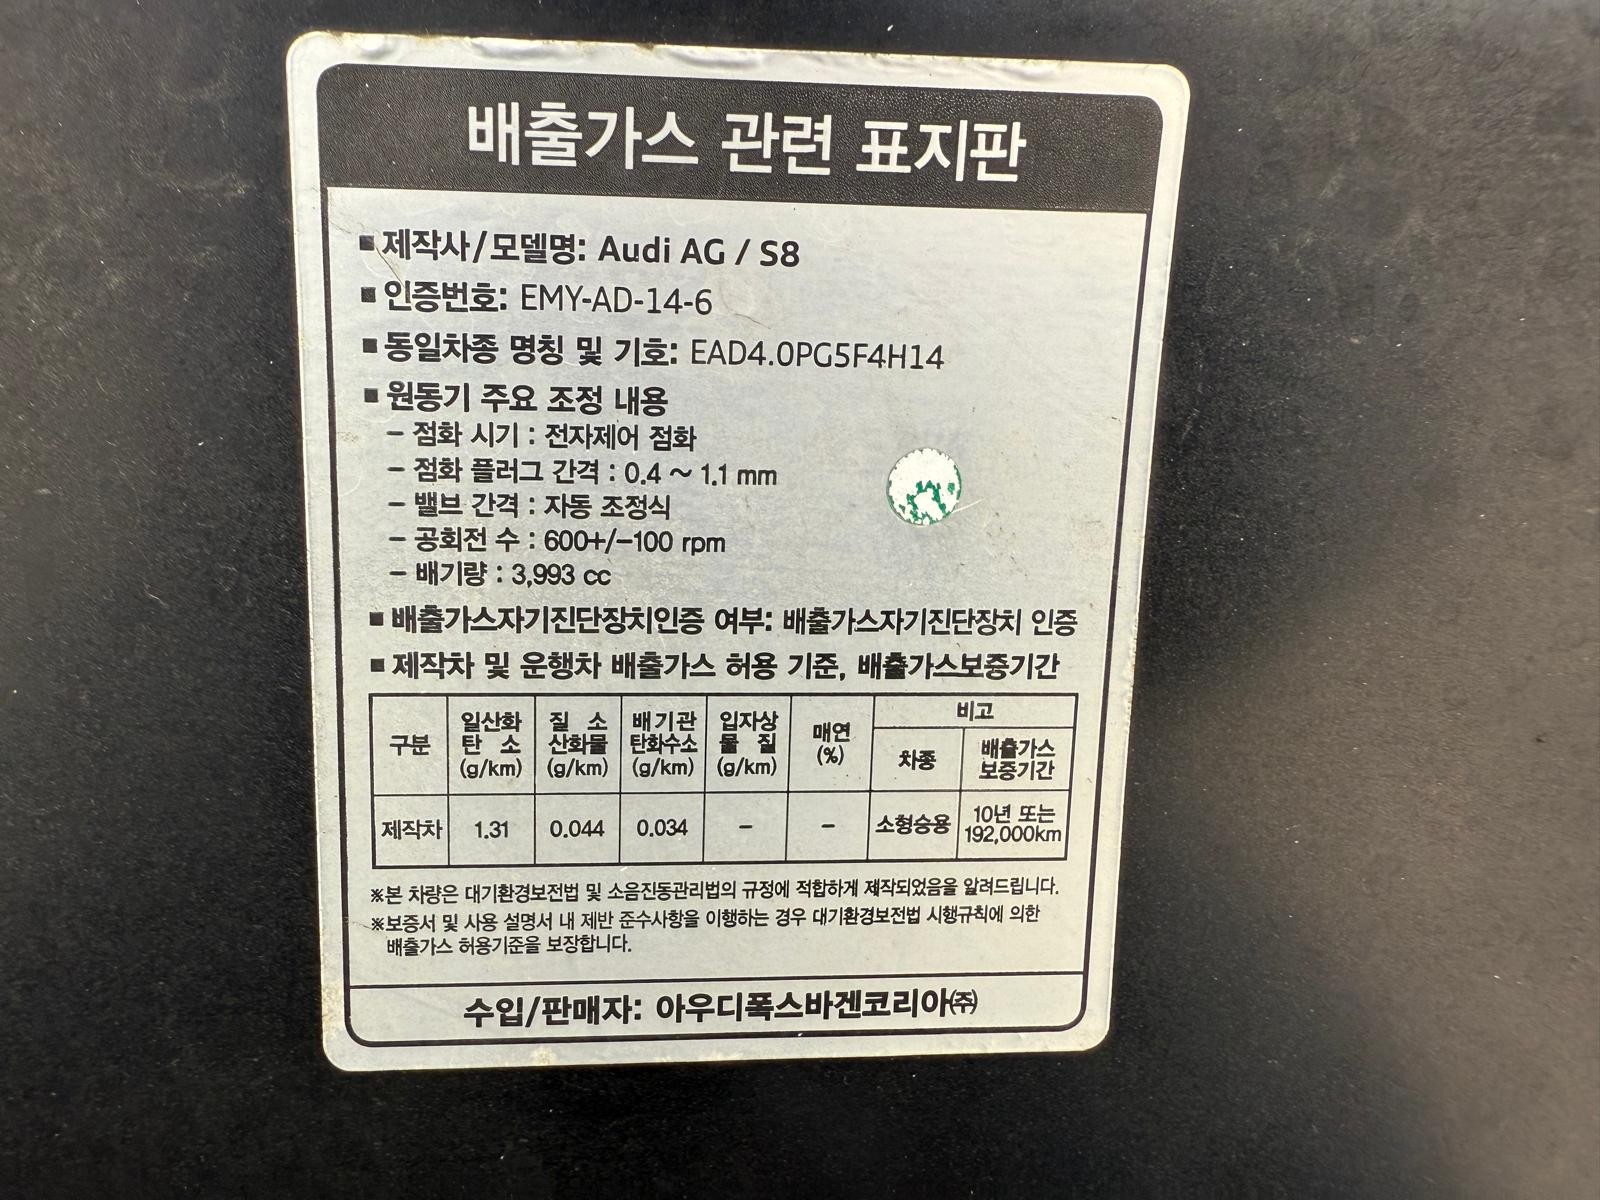 배출가스 관련 표지판
■ 제작사/모델명: Audi AG / S8
■ 인증번호: EMY-AD-14-6
■ 동일차종 명칭 및 기호: EAD4.0PG5F4H14
■ 원동기 주요 조정 내용
– 점화 시기 : 전자제어 점화
– 점화 플러그 간격 : 0.4 ~ 1.1 mm
– 밸브 간격 : 자동 조정식
– 공회전 수 : 600+/-100 rpm
– 배기량 : 3,993 cc
■ 배출가스자기진단장치인증 여부: 배출가스자기진단장치 인증
■ 제작차 및 운행차 배출가스 허용 기준, 배출가스보증기간
구분 일산화탄소 (g/km) 질소산화물 (g/km) 배기관탄화수소 (g/km) 입자상물질 (g/km) 매연 (%) 비고
차종 배출가스보증기간
제작차 1.31 0.044 0.034 – – 소형승용 10년 또는 192,000km
※본 차량은 대기환경보전법 및 소음진동관리법의 규정에 적합하게 제작되었음을 알려드립니다.
※보증서 및 사용 설명서 내 제반 준수사항을 이행하는 경우 대기환경보전법 시행규칙에 의한
배출가스 허용기준을 보장합니다.
수입/판매자: 아우디폭스바겐코리아㈜